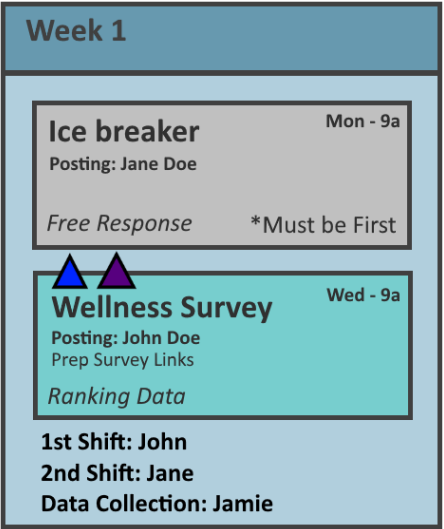 Week 1
Mon - 9a
Ice breaker
Posting: Jane Doe
Free Response
*Must be First
Wed - 9a
Wellness Survey
Posting: John Doe
Prep Survey Links
Ranking Data
1st Shift: John
2nd Shift: Jane
Data Collection: Jamie